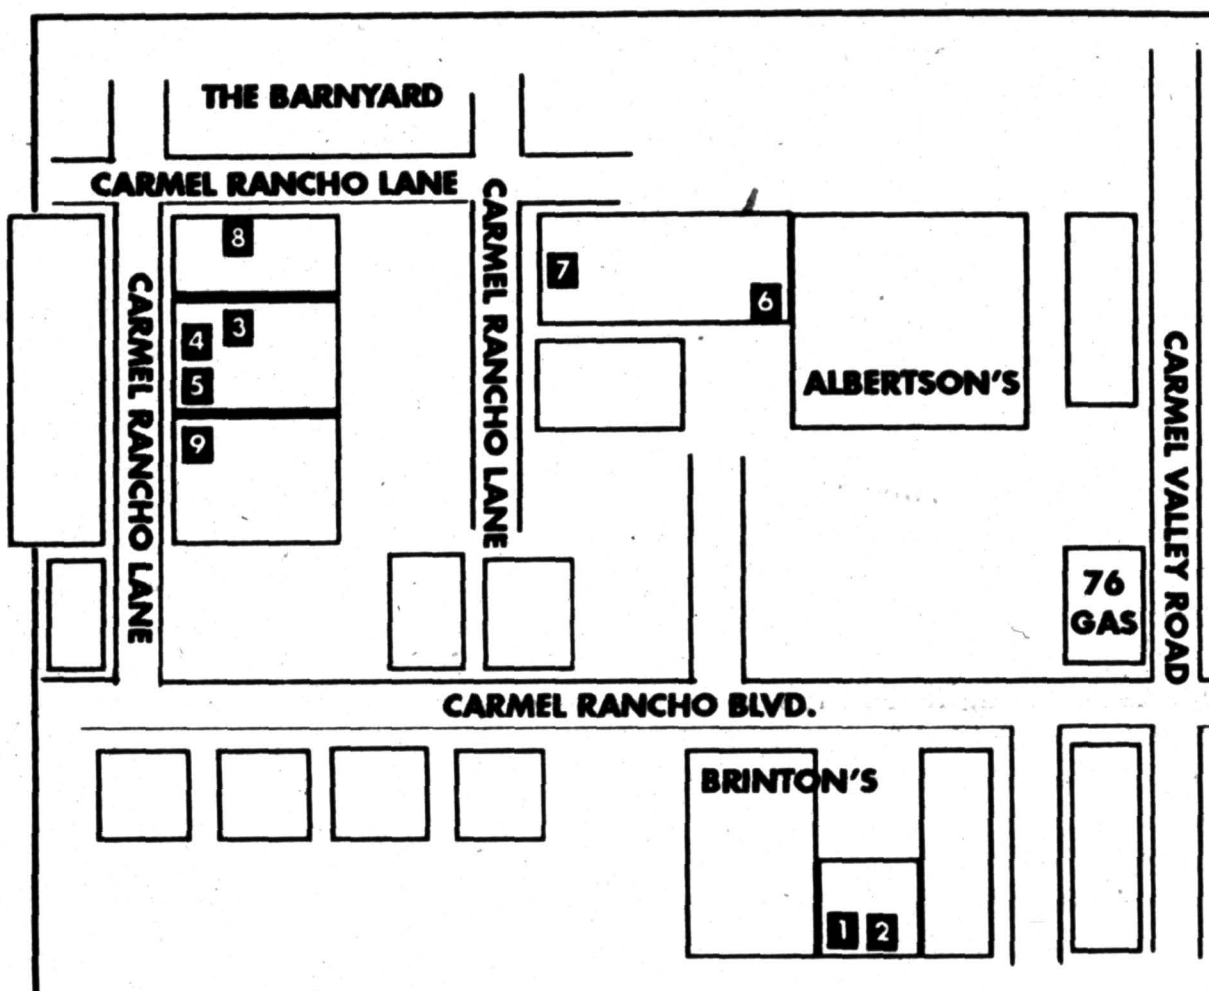 THE BARNYARD
CARMEL RANCHO LANE
CARMEL RANCHO LANE
CARMEL RANCHO LANE
8
7
6
3
4
5
9
ALBERTSON'S
CARMEL VALLEY ROAD
76
GAS
CARMEL RANCHO BLVD.
BRINTON'S
1 2